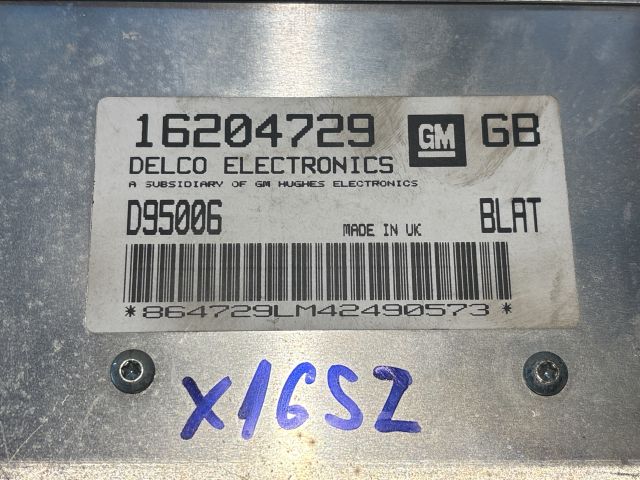 16204729 GM GB
DELCO ELECTRONICS
A SUBSIDIARY OF GM HUGHES ELECTRONICS
D95006 MADE IN UK BLAT
*864729LM42490573*
X16SZ